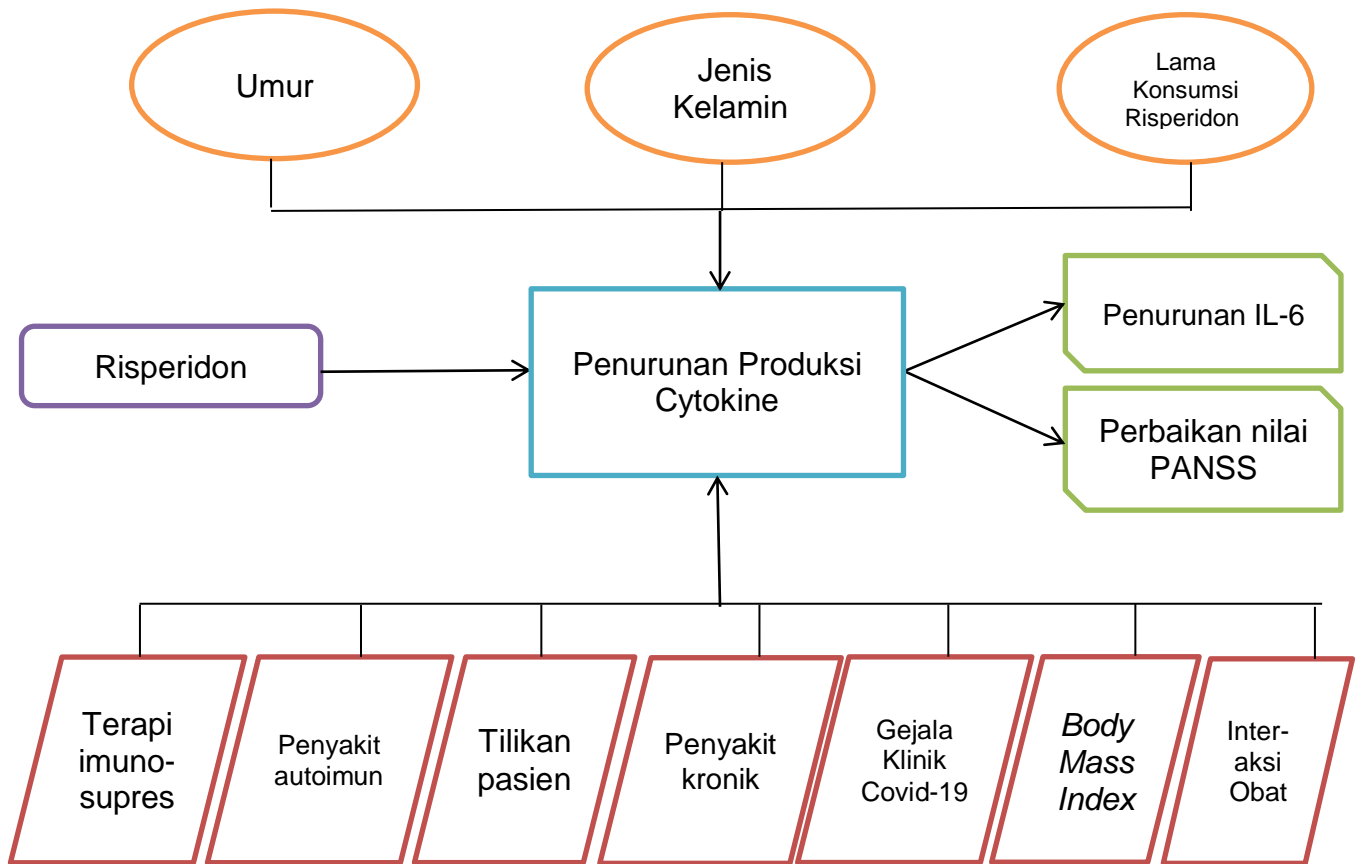 Umur
Jenis
Kelamin
Lama
Konsumsi
Risperidon
Risperidon
Penurunan Produksi
Cytokine
Penurunan IL-6
Perbaikan nilai
PANSS
Terapi
imuno-
supres
Penyakit
autoimun
Tilikan
pasien
Penyakit
kronik
Gejala
Klinik
Covid-19
Body
Mass
Index
Inter-
aksi
Obat